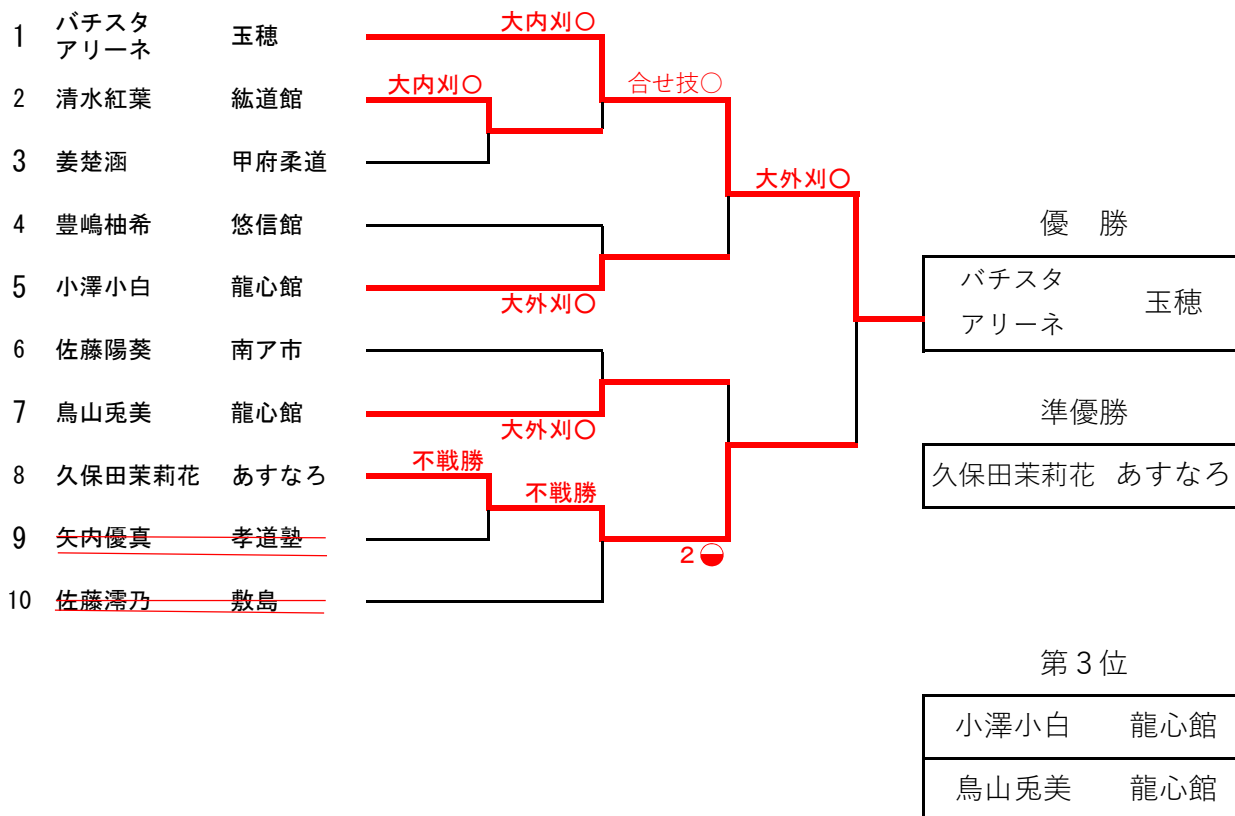 1 バチスタ アリーネ 玉穂
大内刈〇
2 清水紅葉 紘道館
大内刈〇
合せ技○
3 姜楚涵 甲府柔道
大外刈〇
4 豊嶋柚希 悠信館
5 小澤小白 龍心館
大外刈〇
6 佐藤陽葵 南ア市
7 鳥山兎美 龍心館
大外刈〇
8 久保田茉莉花 あすなろ
不戦勝
不戦勝
9 矢内優真 孝道塾
2
10 佐藤澪乃 敷島
優 勝
バチスタ
アリーネ 玉穂
準優勝
久保田茉莉花 あすなろ
第3位
小澤小白 龍心館
鳥山兎美 龍心館